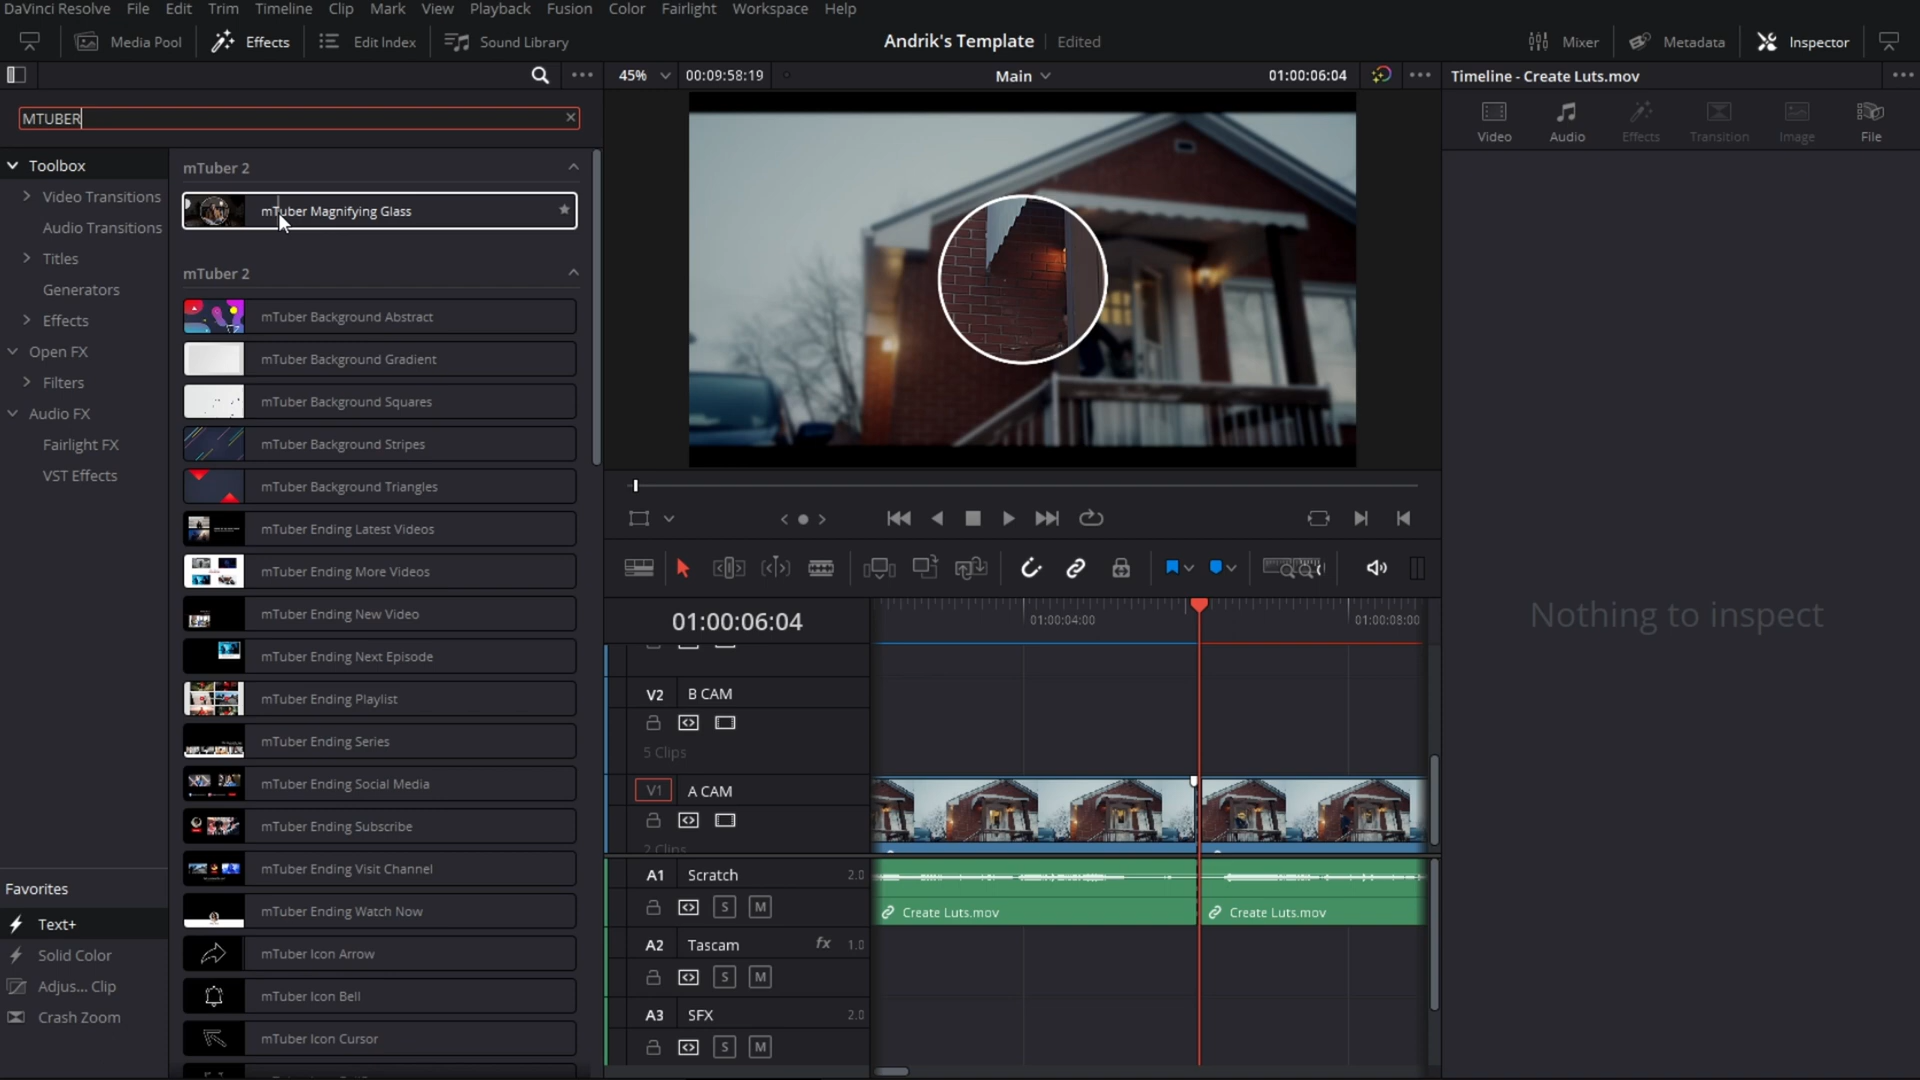 DaVinci Resolve File Edit Trim Timeline Clip Mark View Playback Fusion Color Fairlight Workspace Help
Media Pool Effects Edit Index Sound Library Andrik's Template Edited Mixer Metadata Inspector
45% 00:09:58:19 Main 01:00:06:04 Timeline - Create Luts.mov
MTUBER
Video Audio Effects Transition Image File
Toolbox
Video Transitions
Audio Transitions
Titles
Generators
Effects
Open FX
Filters
Audio FX
Fairlight FX
VST Effects
Favorites
Text+
Solid Color
Adjus... Clip
Crash Zoom
mTuber 2
mTuber Magnifying Glass
mTuber 2
mTuber Background Abstract
mTuber Background Gradient
mTuber Background Squares
mTuber Background Stripes
mTuber Background Triangles
mTuber Ending Latest Videos
mTuber Ending More Videos
mTuber Ending New Video
mTuber Ending Next Episode
mTuber Ending Playlist
mTuber Ending Series
mTuber Ending Social Media
mTuber Ending Subscribe
mTuber Ending Visit Channel
mTuber Ending Watch Now
mTuber Icon Arrow
mTuber Icon Bell
mTuber Icon Cursor
01:00:06:04
01:00:04:00
01:00:08:00
V2 B CAM
5 Clips
V1 A CAM
2 Clips
A1 Scratch 2.0
S M
Create Luts.mov
Create Luts.mov
A2 Tascam fx 1.0
S M
A3 SFX 2.0
S M
Nothing to inspect